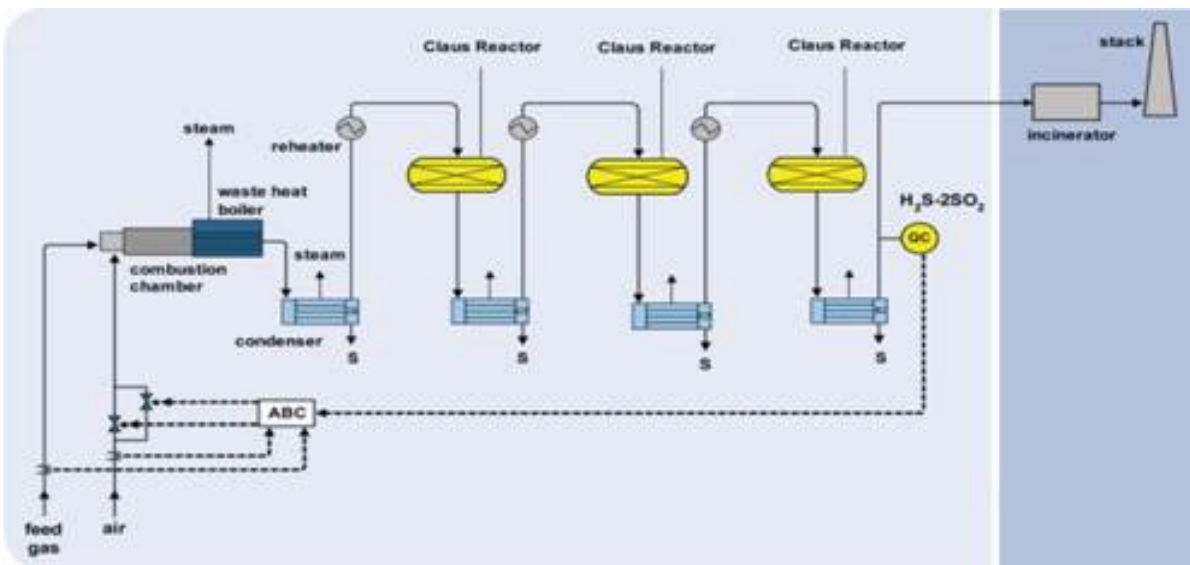 Claus Reactor
Claus Reactor
Claus Reactor
stack
steam
reheater
incinerator
waste heat
boiler
H2S-2SO2
QC
steam
combustion
chamber
condenser
S
S
S
S
ABC
feed
gas
air